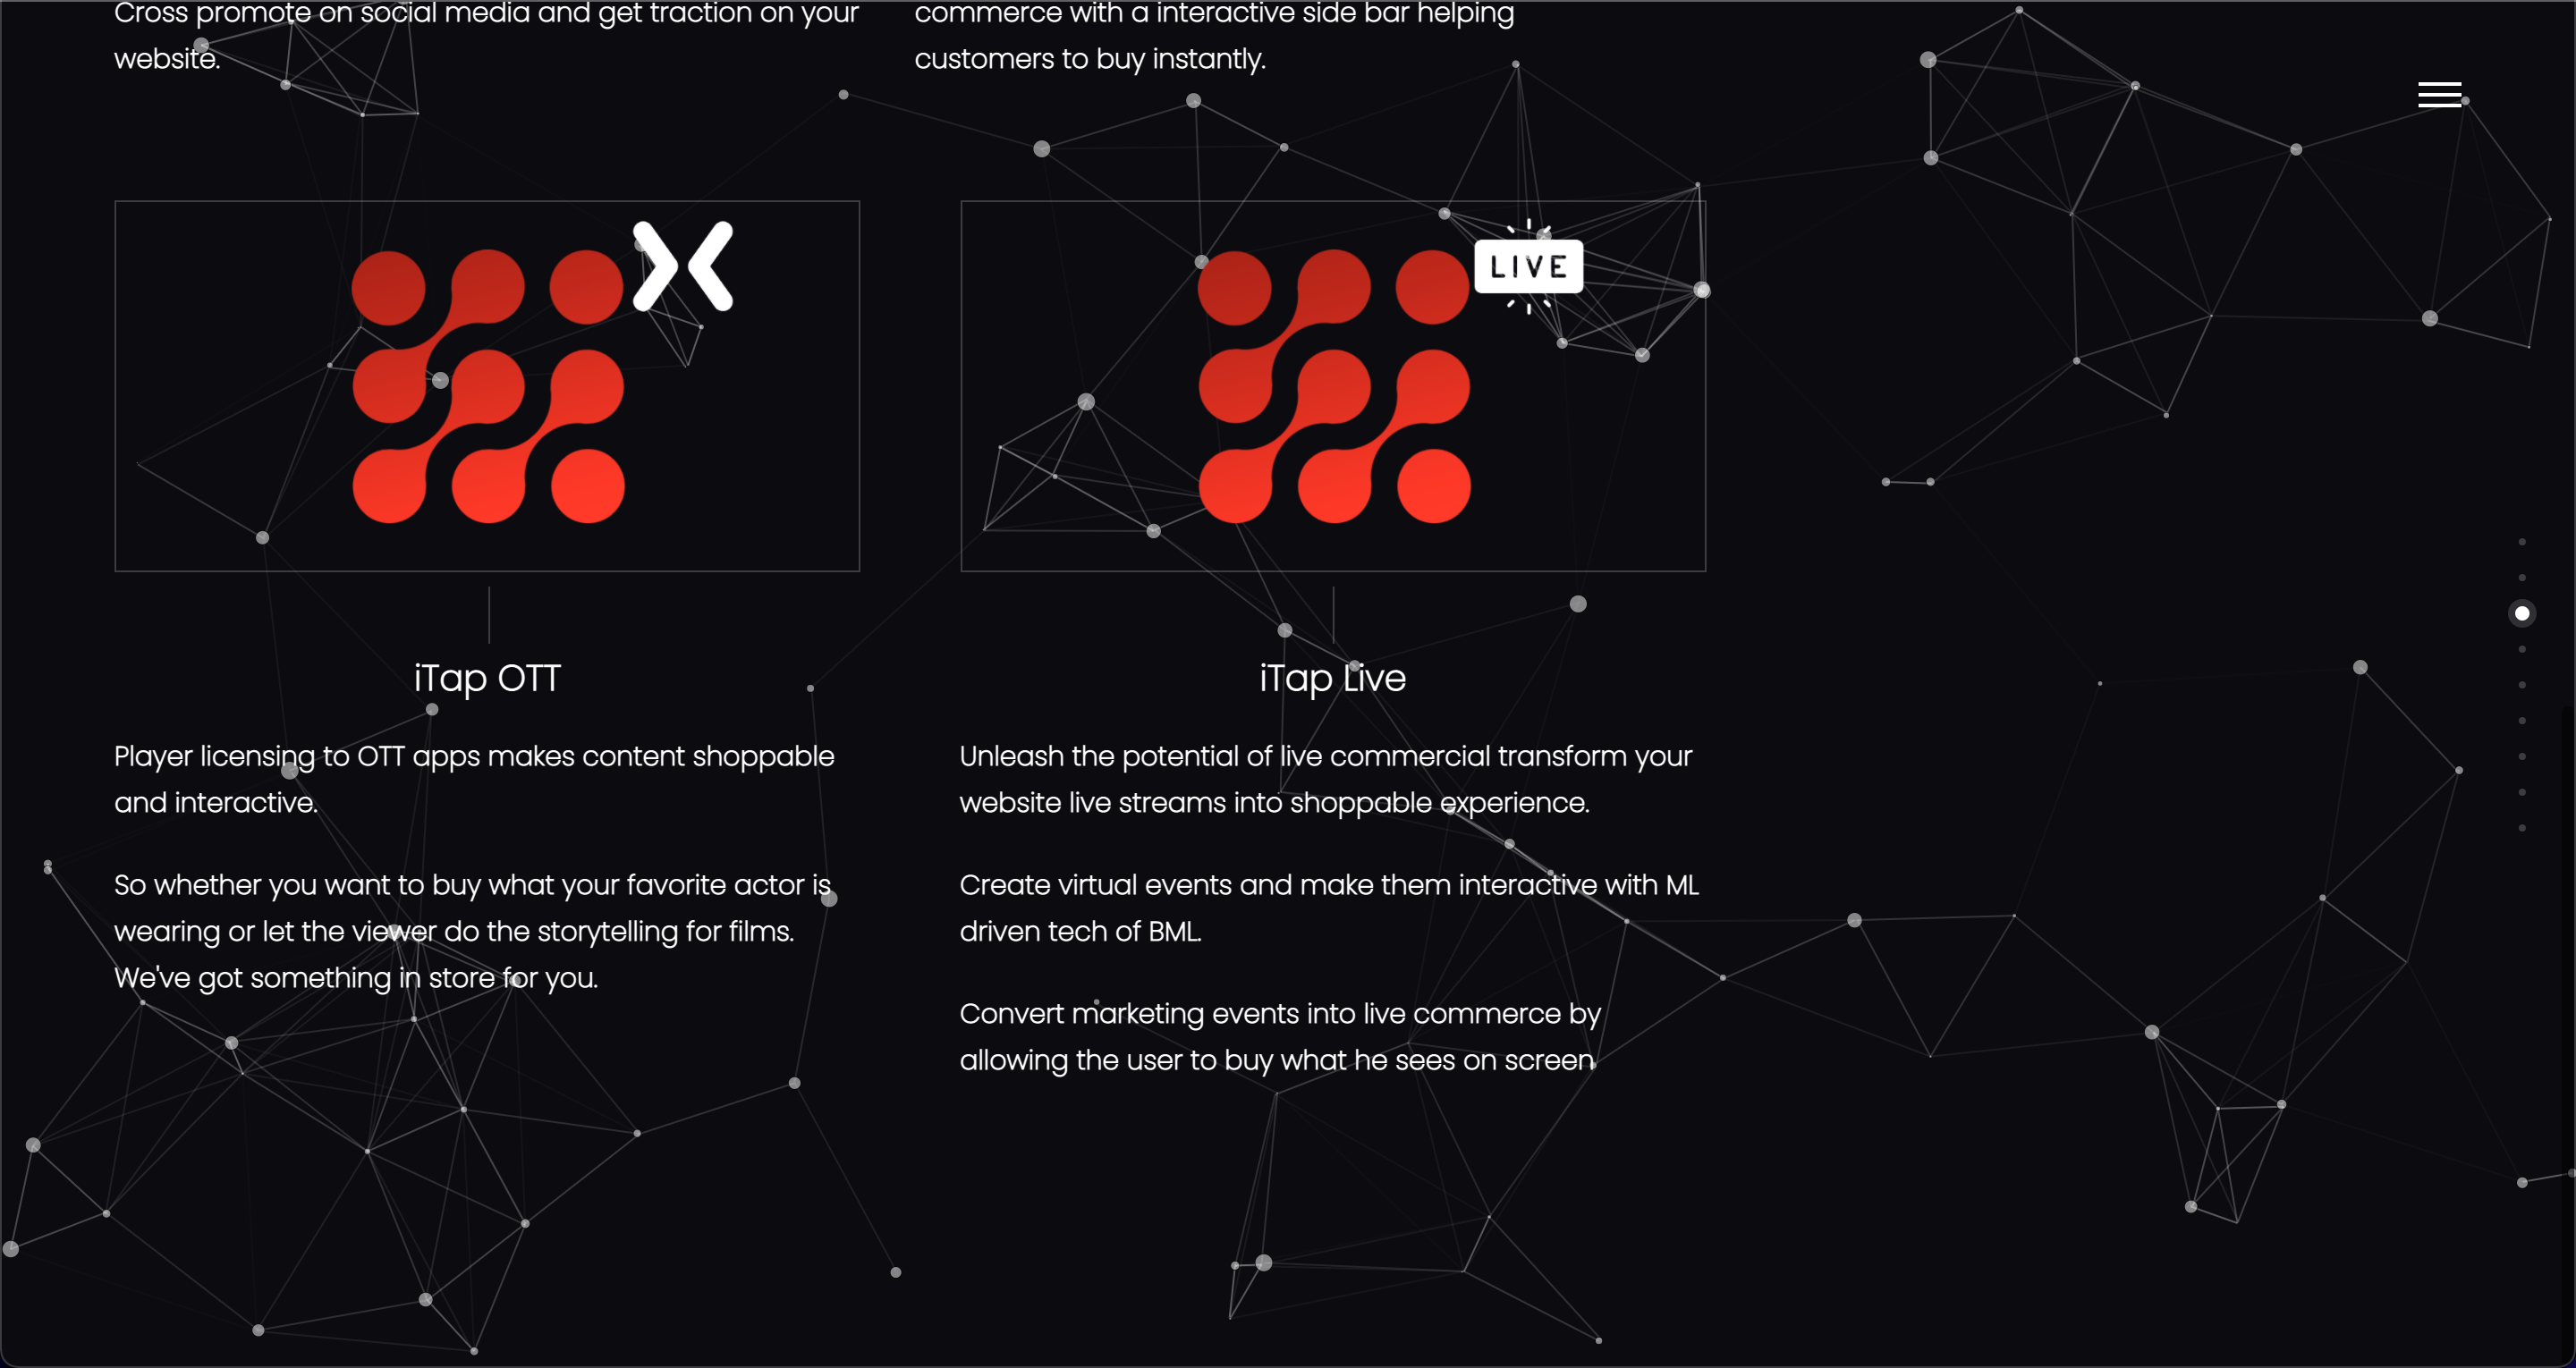 Cross promote on social media and get traction on your
website.
commerce with a interactive side bar helping
customers to buy instantly.
LIVE
iTap OTT
Player licensing to OTT apps makes content shoppable
and interactive.
So whether you want to buy what your favorite actor is
wearing or let the viewer do the storytelling for films.
We've got something in store for you.
iTap Live
Unleash the potential of live commercial transform your
website live streams into shoppable experience.
Create virtual events and make them interactive with ML
driven tech of BML.
Convert marketing events into live commerce by
allowing the user to buy what he sees on screen.